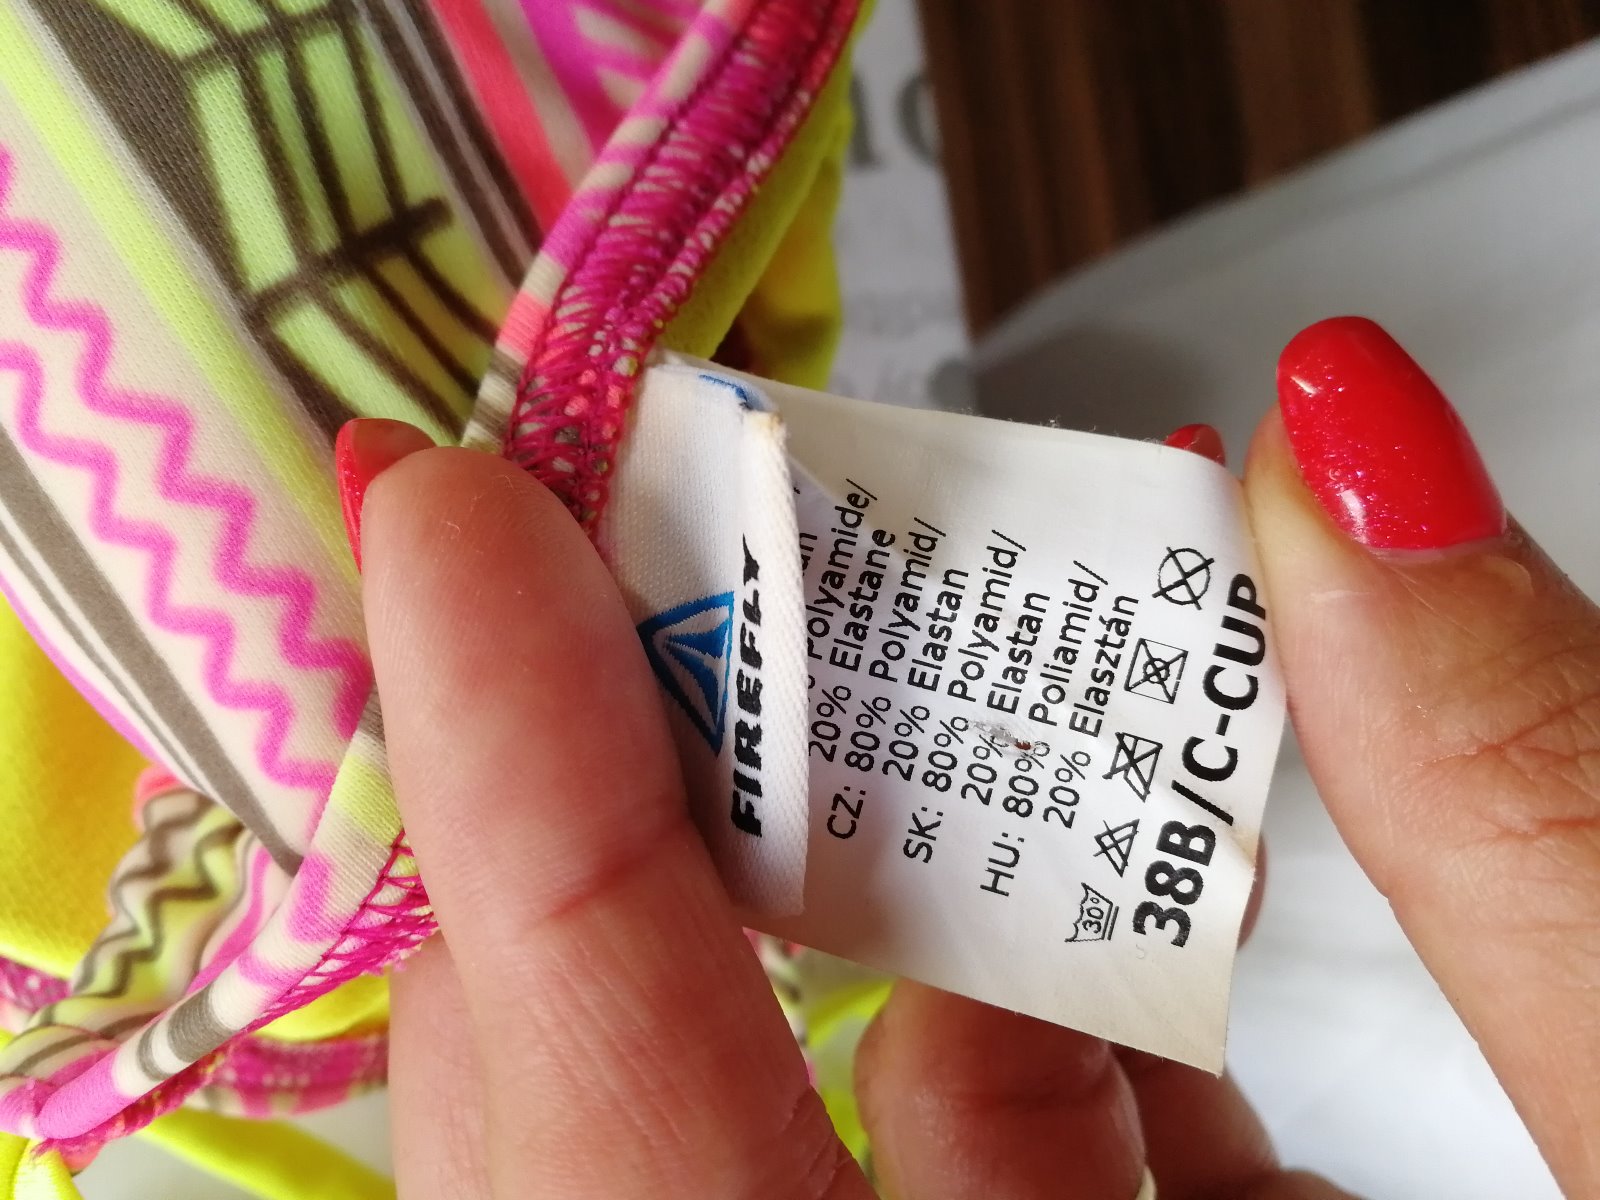 FIREFLY
Polyamide/
20% Elastane
CZ: 80% Polyamid/
20% Elastan
SK: 80% Polyamid/
20% Elastan
HU: 80% Poliamid/
20% Elasztán
30°
38B/C-CUP